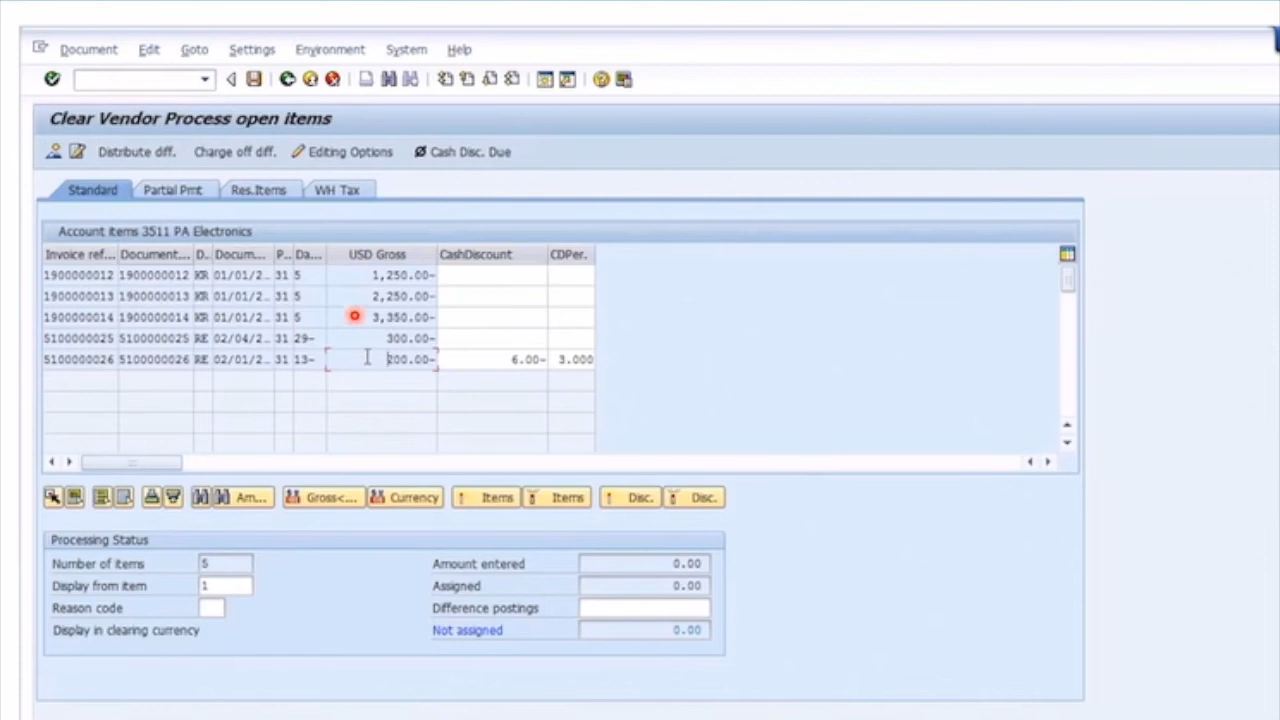 Document Edit Goto Settings Environment System Help
Clear Vendor Process open items
Distribute diff. Charge off diff. Editing Options Cash Disc. Due
Standard Partial Pmt Res.Items WH Tax
Account items 3511 PA Electronics
Invoice ref... Document... D.. Docum... P.. Da... USD Gross CashDiscount CDPer.
1900000012 1900000012 KR 01/01/2.. 31 5 1,250.00-
1900000013 1900000013 KR 01/01/2.. 31 5 2,250.00-
1900000014 1900000014 KR 01/01/2.. 31 5 3,350.00-
5100000025 5100000025 RE 02/04/2.. 31 29- 300.00-
5100000026 5100000026 RE 02/01/2.. 31 13- 200.00- 6.00- 3.000
Am... Gross<... Currency Items Items Disc. Disc.
Processing Status
Number of items 5 Amount entered 0.00
Display from item 1 Assigned 0.00
Reason code Difference postings
Display in clearing currency Not assigned 0.00